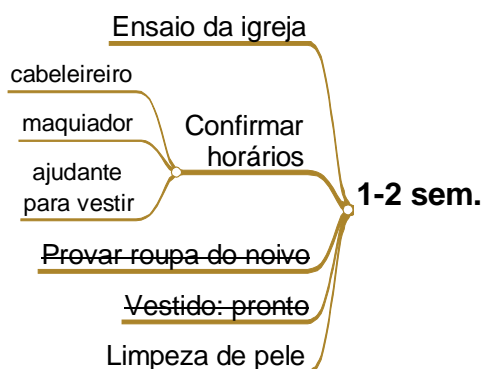 Ensaio da igreja
cabeleireiro
maquiador
ajudante
para vestir
Confirmar
horários
1-2 sem.
Provar roupa do noivo
Vestido: pronto
Limpeza de pele